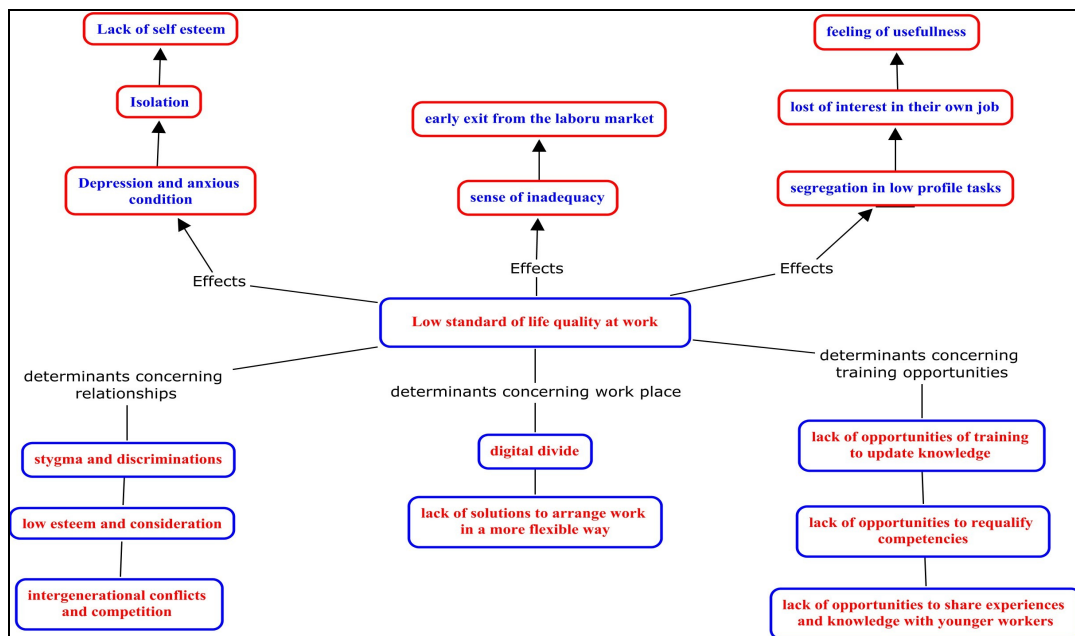 Lack of self esteem
feeling of usefullness
Isolation
early exit from the laboru market
lost of interest in their own job
Depression and anxious
condition
sense of inadequacy
segregation in low profile tasks
Effects
Effects
Effects
Low standard of life quality at work
determinants concerning
relationships
determinants concerning work place
determinants concerning
training opportunities
stygma and discriminations
digital divide
lack of opportunities of training
to update knowledge
low esteem and consideration
lack of solutions to arrange work
in a more flexible way
lack of opportunities to requalify
competencies
intergenerational conflicts
and competition
lack of opportunities to share experiences
and knowledge with younger workers